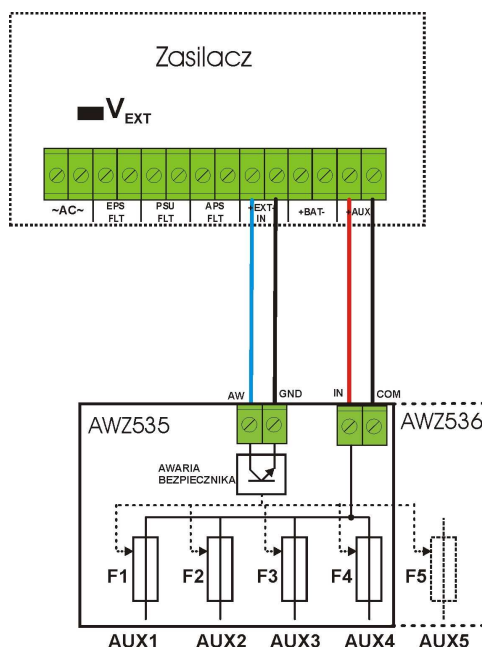 Zasilacz
VEXT
~AC~ EPS FLT PSU FLT APS FLT +EXT- IN +BAT- +AUX
AW GND IN COM
AWZ535 AWZ536
AWARIA
BEZPIECZNIKA
F1 F2 F3 F4 F5
AUX1 AUX2 AUX3 AUX4 AUX5